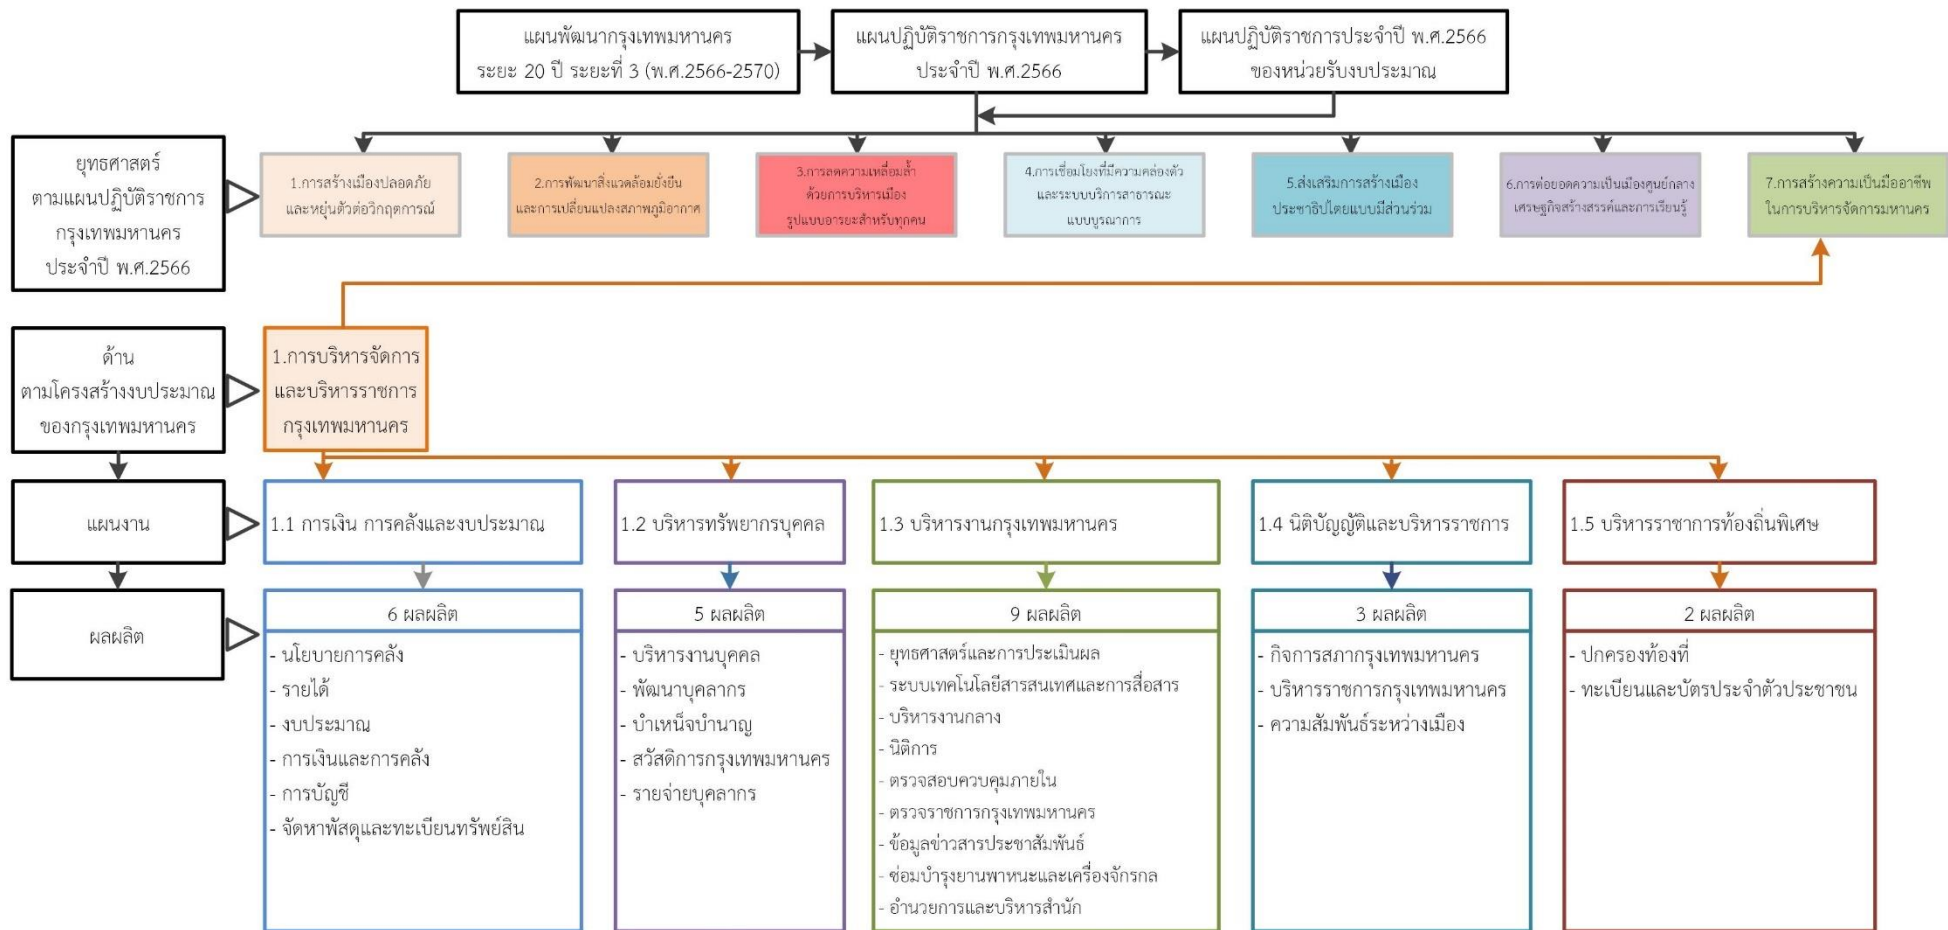 แผนพัฒนากรุงเทพมหานคร
ระยะ 20 ปี ระยะที่ 3 (พ.ศ.2566-2570)
แผนปฏิบัติราชการกรุงเทพมหานคร
ประจำปี พ.ศ.2566
แผนปฏิบัติราชการประจำปี พ.ศ.2566
ของหน่วยรับงบประมาณ
ยุทธศาสตร์
ตามแผนปฏิบัติราชการ
กรุงเทพมหานคร
ประจำปี พ.ศ.2566
1.การสร้างเมืองปลอดภัย
และหยุ่นตัวต่อวิกฤตการณ์
2.การพัฒนาสิ่งแวดล้อมยั่งยืน
และการเปลี่ยนแปลงสภาพภูมิอากาศ
3.การลดความเหลื่อมล้ำ
ด้วยการบริหารเมือง
รูปแบบอารยะสำหรับทุกคน
4.การเชื่อมโยงที่มีความคล่องตัว
และระบบบริการสาธารณะ
แบบบูรณาการ
5.ส่งเสริมการสร้างเมือง
ประชาธิปไตยแบบมีส่วนร่วม
6.การต่อยอดความเป็นเมืองศูนย์กลาง
เศรษฐกิจสร้างสรรค์และการเรียนรู้
7.การสร้างความเป็นมืออาชีพ
ในการบริหารจัดการมหานคร
ด้าน
ตามโครงสร้างงบประมาณ
ของกรุงเทพมหานคร
1.การบริหารจัดการ
และบริหารราชการ
กรุงเทพมหานคร
แผนงาน
1.1 การเงิน การคลังและงบประมาณ
1.2 บริหารทรัพยากรบุคคล
1.3 บริหารงานกรุงเทพมหานคร
1.4 นิติบัญญัติและบริหารราชการ
1.5 บริหารราชาการท้องถิ่นพิเศษ
ผลผลิต
6 ผลผลิต
- นโยบายการคลัง
- รายได้
- งบประมาณ
- การเงินและการคลัง
- การบัญชี
- จัดหาพัสดุและทะเบียนทรัพย์สิน
5 ผลผลิต
- บริหารงานบุคคล
- พัฒนาบุคลากร
- บำเหน็จบำนาญ
- สวัสดิการกรุงเทพมหานคร
- รายจ่ายบุคลากร
9 ผลผลิต
- ยุทธศาสตร์และการประเมินผล
- ระบบเทคโนโลยีสารสนเทศและการสื่อสาร
- บริหารงานกลาง
- นิติการ
- ตรวจสอบควบคุมภายใน
- ตรวจราชการกรุงเทพมหานคร
- ข้อมูลข่าวสารประชาสัมพันธ์
- ซ่อมบำรุงยานพาหนะและเครื่องจักรกล
- อำนวยการและบริหารสำนัก
3 ผลผลิต
- กิจการสภากรุงเทพมหานคร
- บริหารราชการกรุงเทพมหานคร
- ความสัมพันธ์ระหว่างเมือง
2 ผลผลิต
- ปกครองท้องที่
- ทะเบียนและบัตรประจำตัวประชาชน